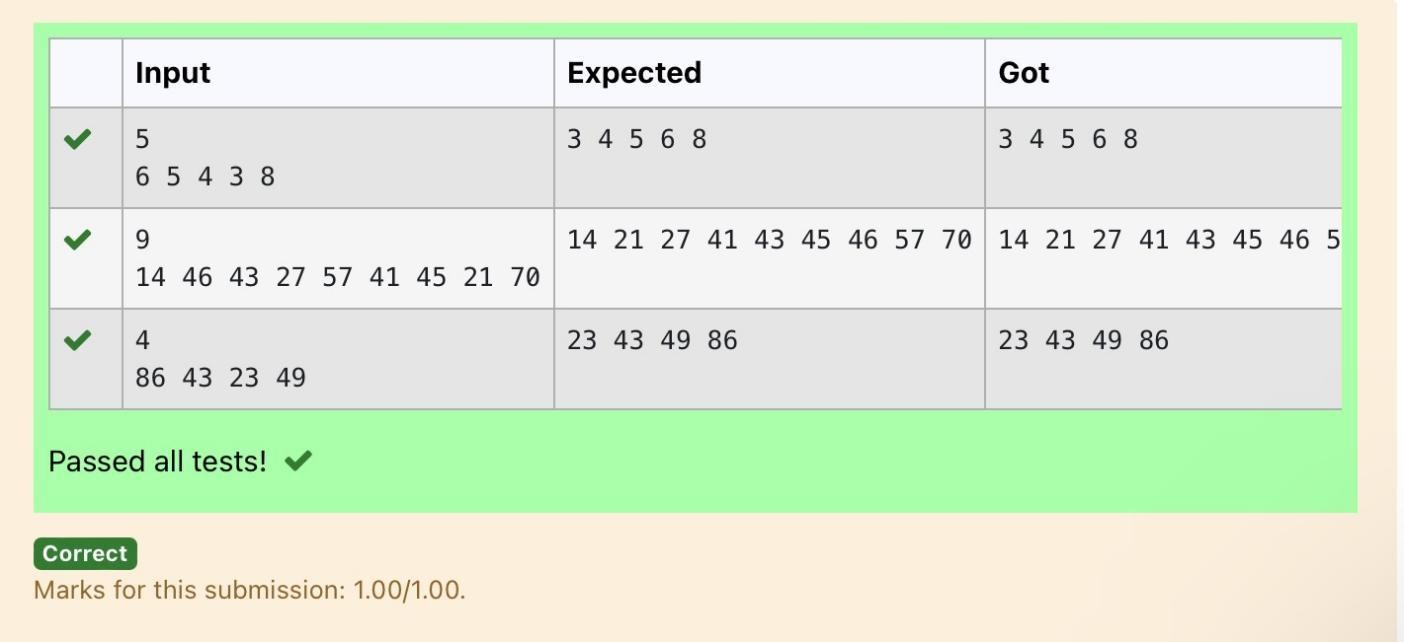 Input Expected Got
5 3 4 5 6 8 3 4 5 6 8
6 5 4 3 8
9 14 21 27 41 43 45 46 57 70 14 21 27 41 43 45 46 5
14 46 43 27 57 41 45 21 70
4 23 43 49 86 23 43 49 86
86 43 23 49
Passed all tests!
Correct
Marks for this submission: 1.00/1.00.